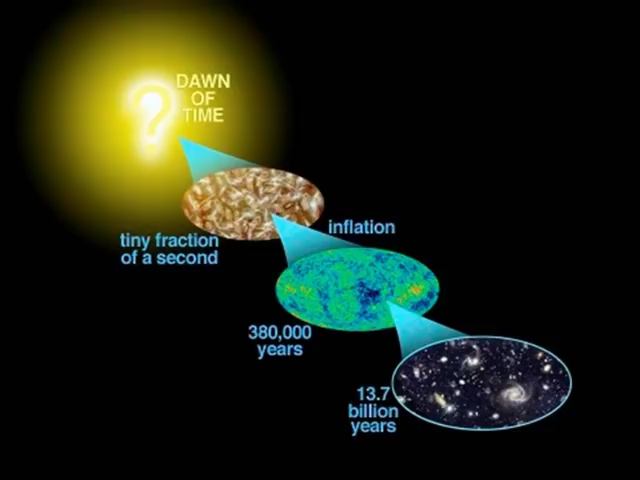 DAWN
OF
TIME
tiny fraction
of a second
inflation
380,000
years
13.7
billion
years